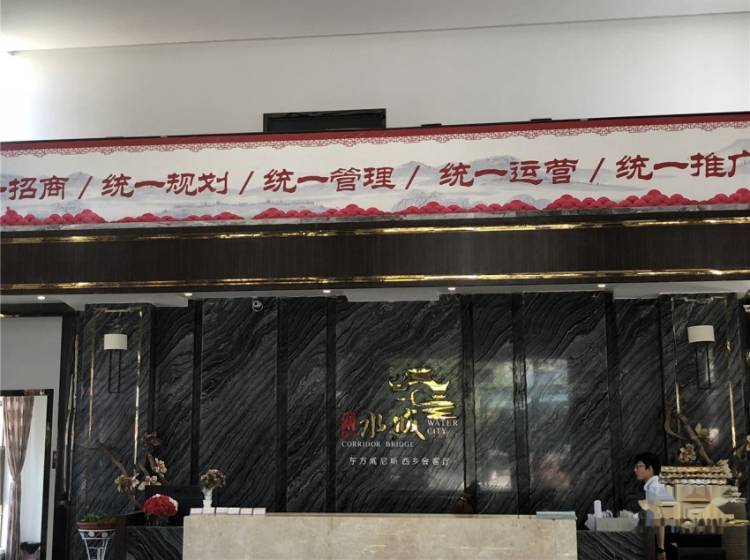 一招商/统一规划/统一管理/统一运营/统一推广
水城
WATER
CITY
CORRIDOR BRIDGE
东方威尼斯 西乡会客厅